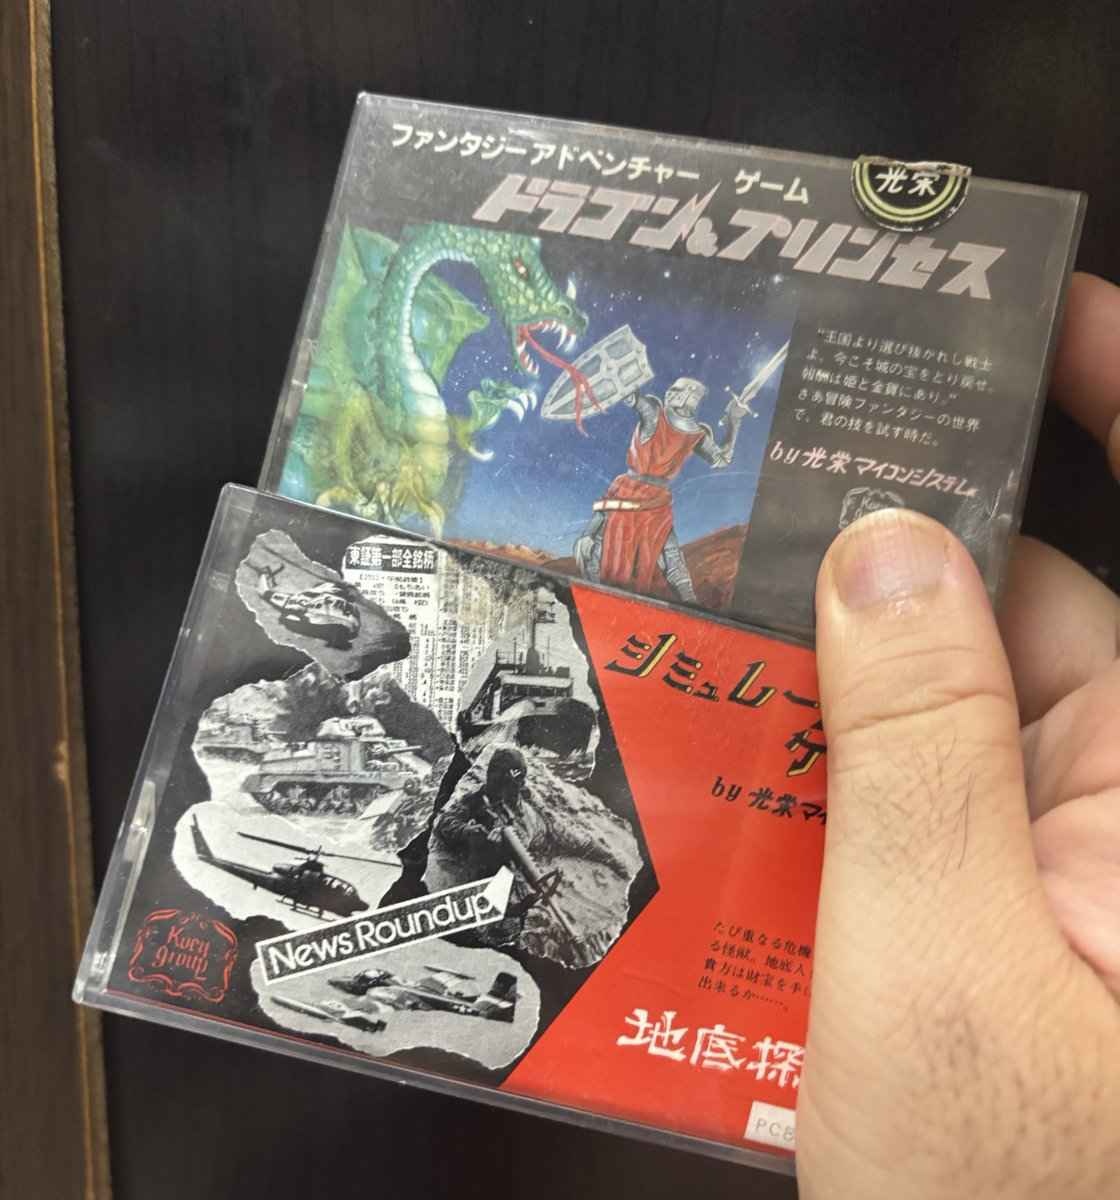 ファンタジーアドベンチャー ゲーム
光栄
ドラゴン&プリンセス
"王国より選び抜かれし戦士
よ、今こそ城の宝をとり戻せ。
報酬は姫と金貨にあり。"
さあ冒険ファンタジーの世界
で、君の技を試す時だ。
by光栄マイコンシステム
Koei
東証第一部全銘柄
シミュレー
ゲ
by光栄マイ
News Roundup
Koei
group
たび重なる危機
る怪獣。地底人
貴方は財宝を手に
出来るか……。
地底探
PC8